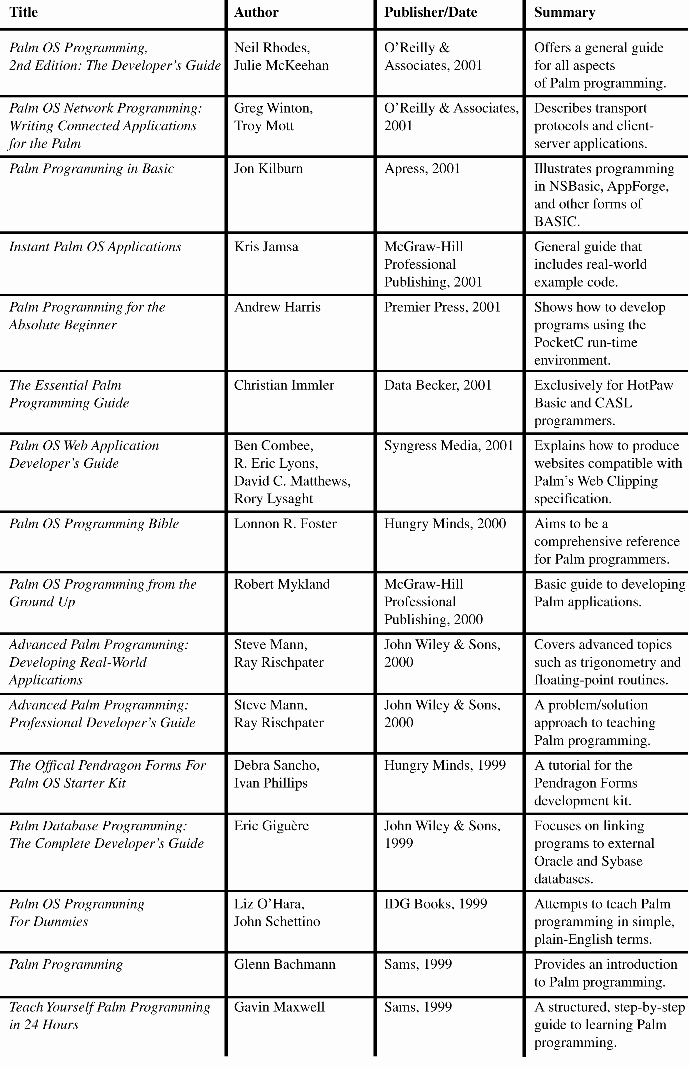 Title Author Publisher/Date Summary
Palm OS Programming, Neil Rhodes, O’Reilly & Offers a general guide
2nd Edition: The Developer’s Guide Julie McKeehan Associates, 2001 for all aspects
of Palm programming.
Palm OS Network Programming: Greg Winton, O’Reilly & Associates, Describes transport
Writing Connected Applications Troy Mott 2001 protocols and client-
for the Palm server applications.
Palm Programming in Basic Jon Kilburn Apress, 2001 Illustrates programming
in NSBasic, AppForge,
and other forms of
BASIC.
Instant Palm OS Applications Kris Jamsa McGraw-Hill General guide that
Professional includes real-world
Publishing, 2001 example code.
Palm Programming for the Andrew Harris Premier Press, 2001 Shows how to develop
Absolute Beginner programs using the
PocketC run-time
environment.
The Essential Palm Christian Immler Data Becker, 2001 Exclusively for HotPaw
Programming Guide Basic and CASL
programmers.
Palm OS Web Application Ben Combee, Syngress Media, 2001 Explains how to produce
Developer’s Guide R. Eric Lyons, websites compatible with
David C. Matthews, Palm’s Web Clipping
Rory Lysaght specification.
Palm OS Programming Bible Lonnon R. Foster Hungry Minds, 2000 Aims to be a
comprehensive reference
for Palm programmers.
Palm OS Programming from the Robert Mykland McGraw-Hill Basic guide to developing
Ground Up Professional Palm applications.
Publishing, 2000
Advanced Palm Programming: Steve Mann, John Wiley & Sons, Covers advanced topics
Developing Real-World Ray Rischpater 2000 such as trigonometry and
Applications floating-point routines.
Advanced Palm Programming: Steve Mann, John Wiley & Sons, A problem/solution
Professional Developer’s Guide Ray Rischpater 2000 approach to teaching
Palm programming.
The Offical Pendragon Forms For Debra Sancho, Hungry Minds, 1999 A tutorial for the
Palm OS Starter Kit Ivan Phillips Pendragon Forms
development kit.
Palm Database Programming: Eric Giguère John Wiley & Sons, Focuses on linking
The Complete Developer’s Guide 1999 programs to external
Oracle and Sybase
databases.
Palm OS Programming Liz O’Hara, IDG Books, 1999 Attempts to teach Palm
For Dummies John Schettino programming in simple,
plain-English terms.
Palm Programming Glenn Bachmann Sams, 1999 Provides an introduction
to Palm programming.
Teach Yourself Palm Programming Gavin Maxwell Sams, 1999 A structured, step-by-step
in 24 Hours guide to learning Palm
programming.